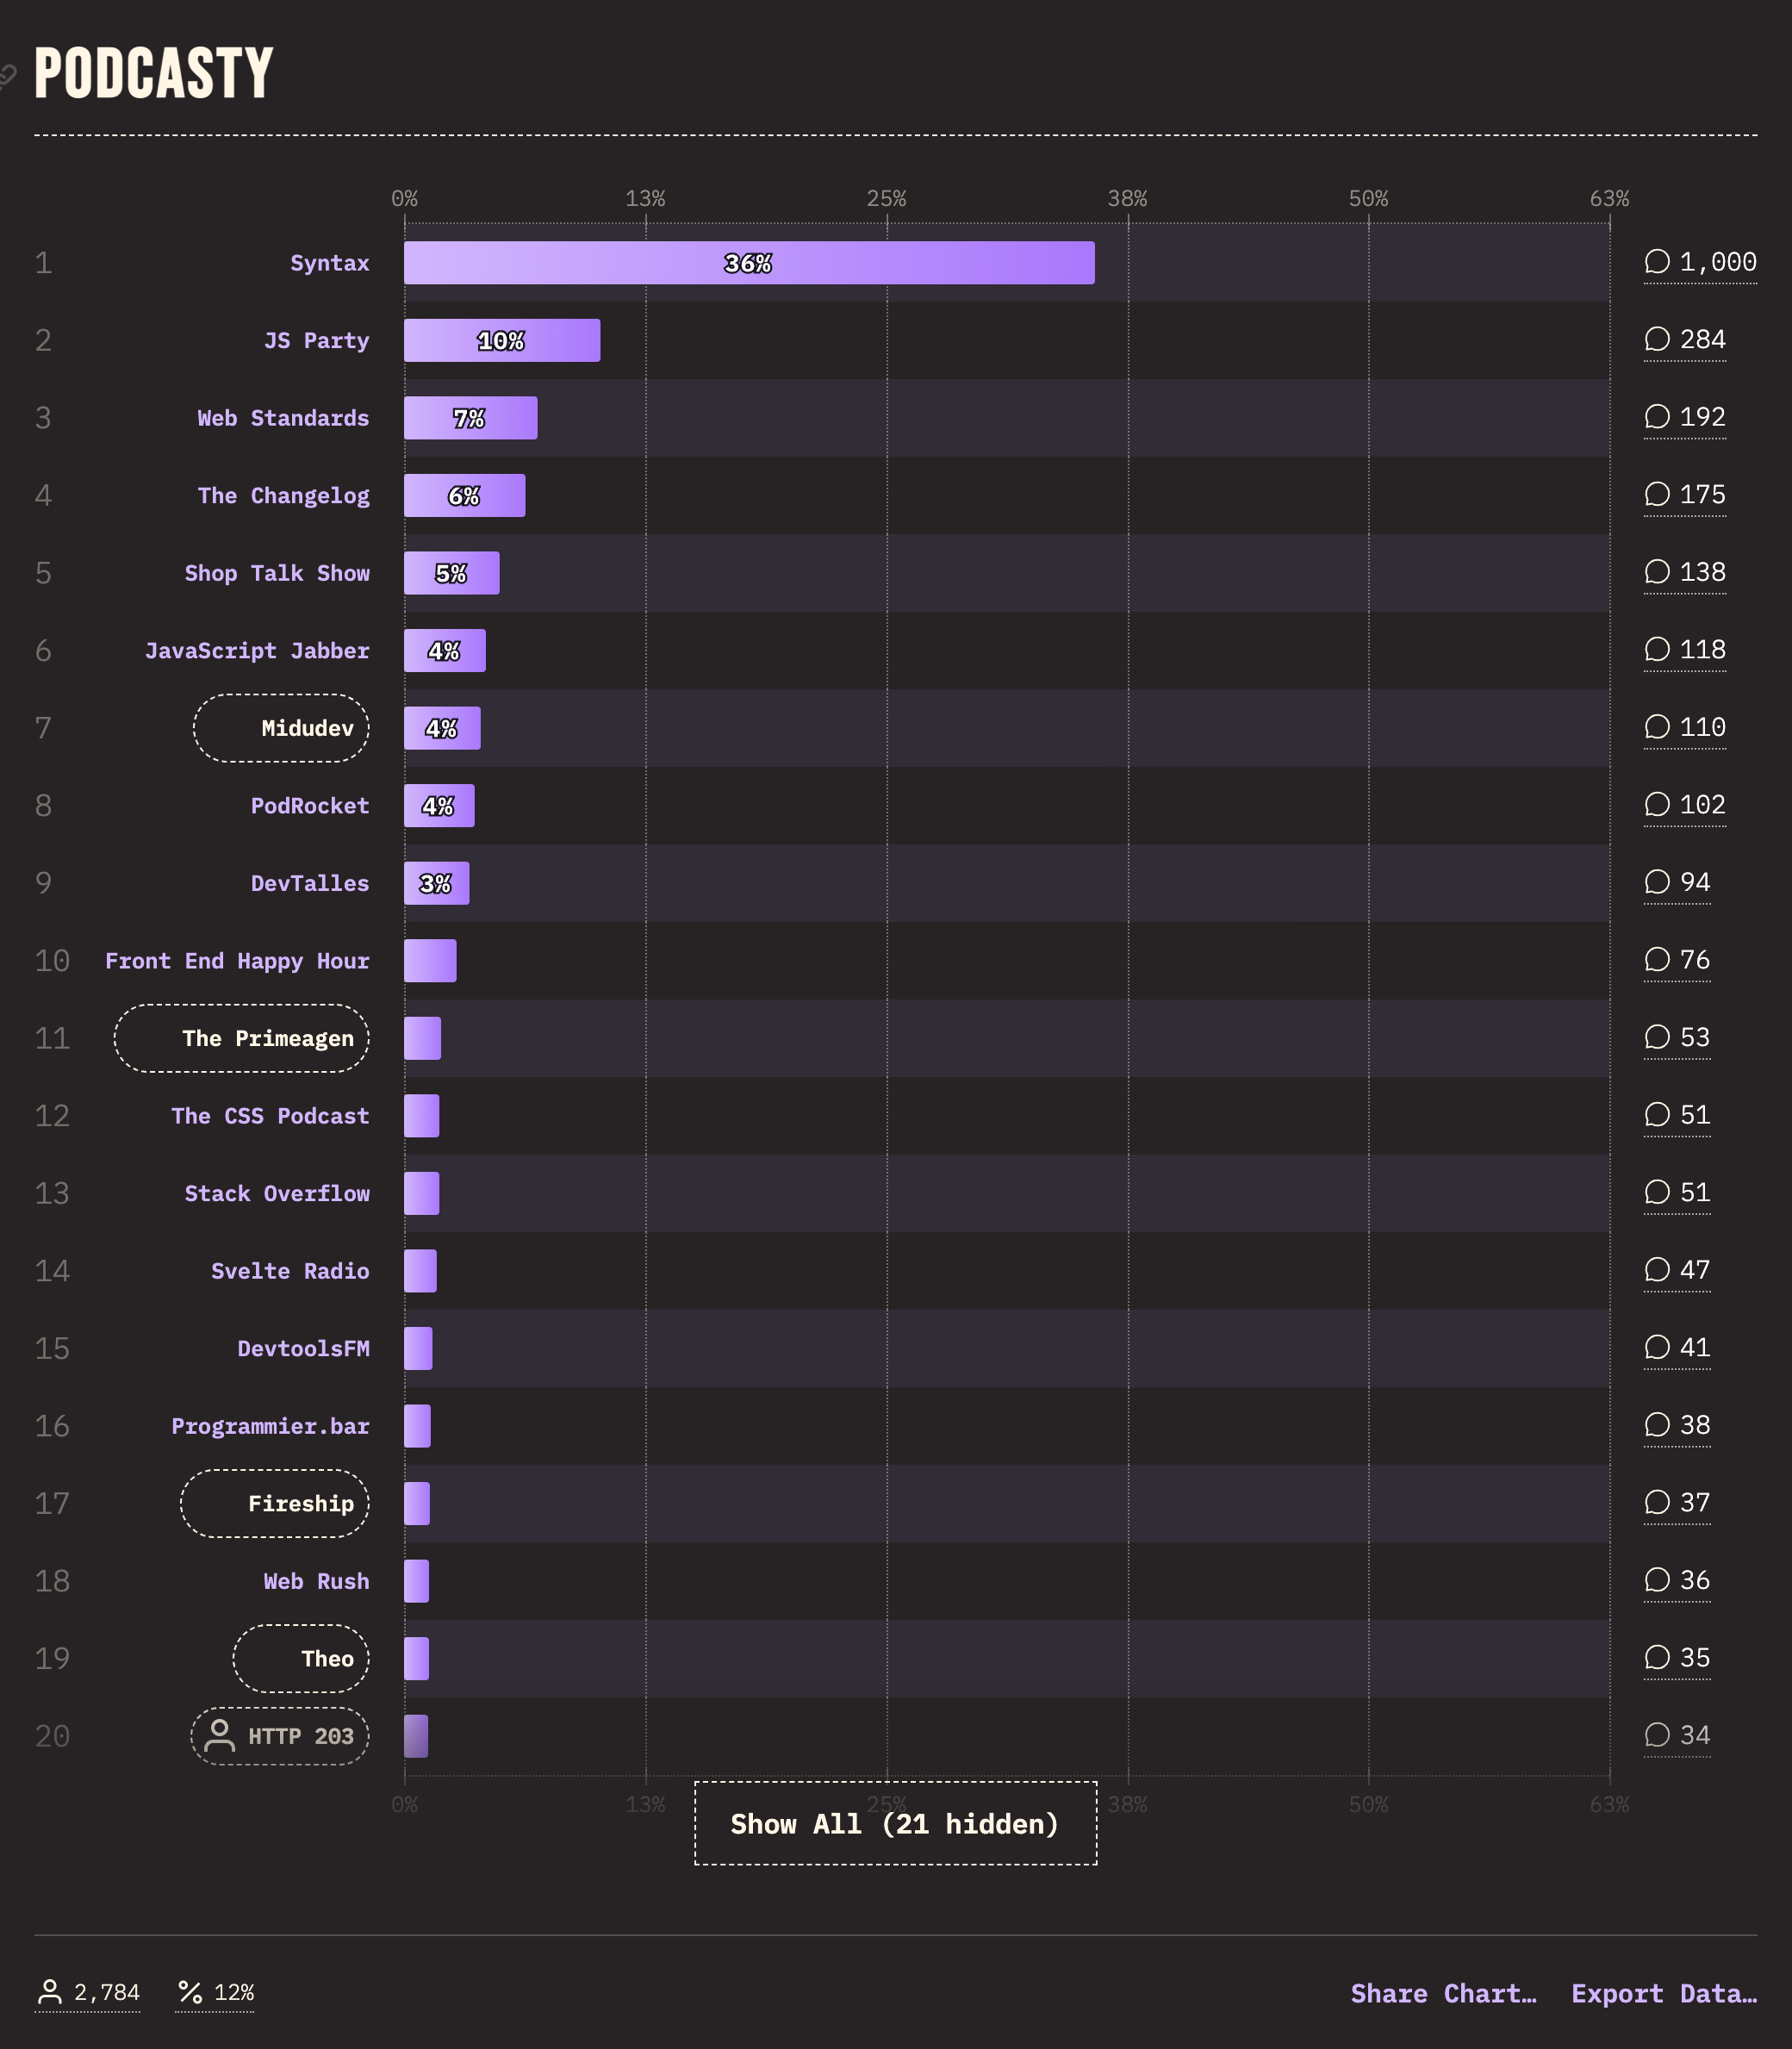 PODCASTY
0% 13% 25% 38% 50% 63%
1 Syntax 36% 1,000
2 JS Party 10% 284
3 Web Standards 7% 192
4 The Changelog 6% 175
5 Shop Talk Show 5% 138
6 JavaScript Jabber 4% 118
7 Midudev 4% 110
8 PodRocket 4% 102
9 DevTalles 3% 94
10 Front End Happy Hour 76
11 The Primeagen 53
12 The CSS Podcast 51
13 Stack Overflow 51
14 Svelte Radio 47
15 DevtoolsFM 41
16 Programmier.bar 38
17 Fireship 37
18 Web Rush 36
19 Theo 35
20 HTTP 203 34
0% 13% 25% 38% 50% 63%
Show All (21 hidden)
2,784 12% Share Chart… Export Data…